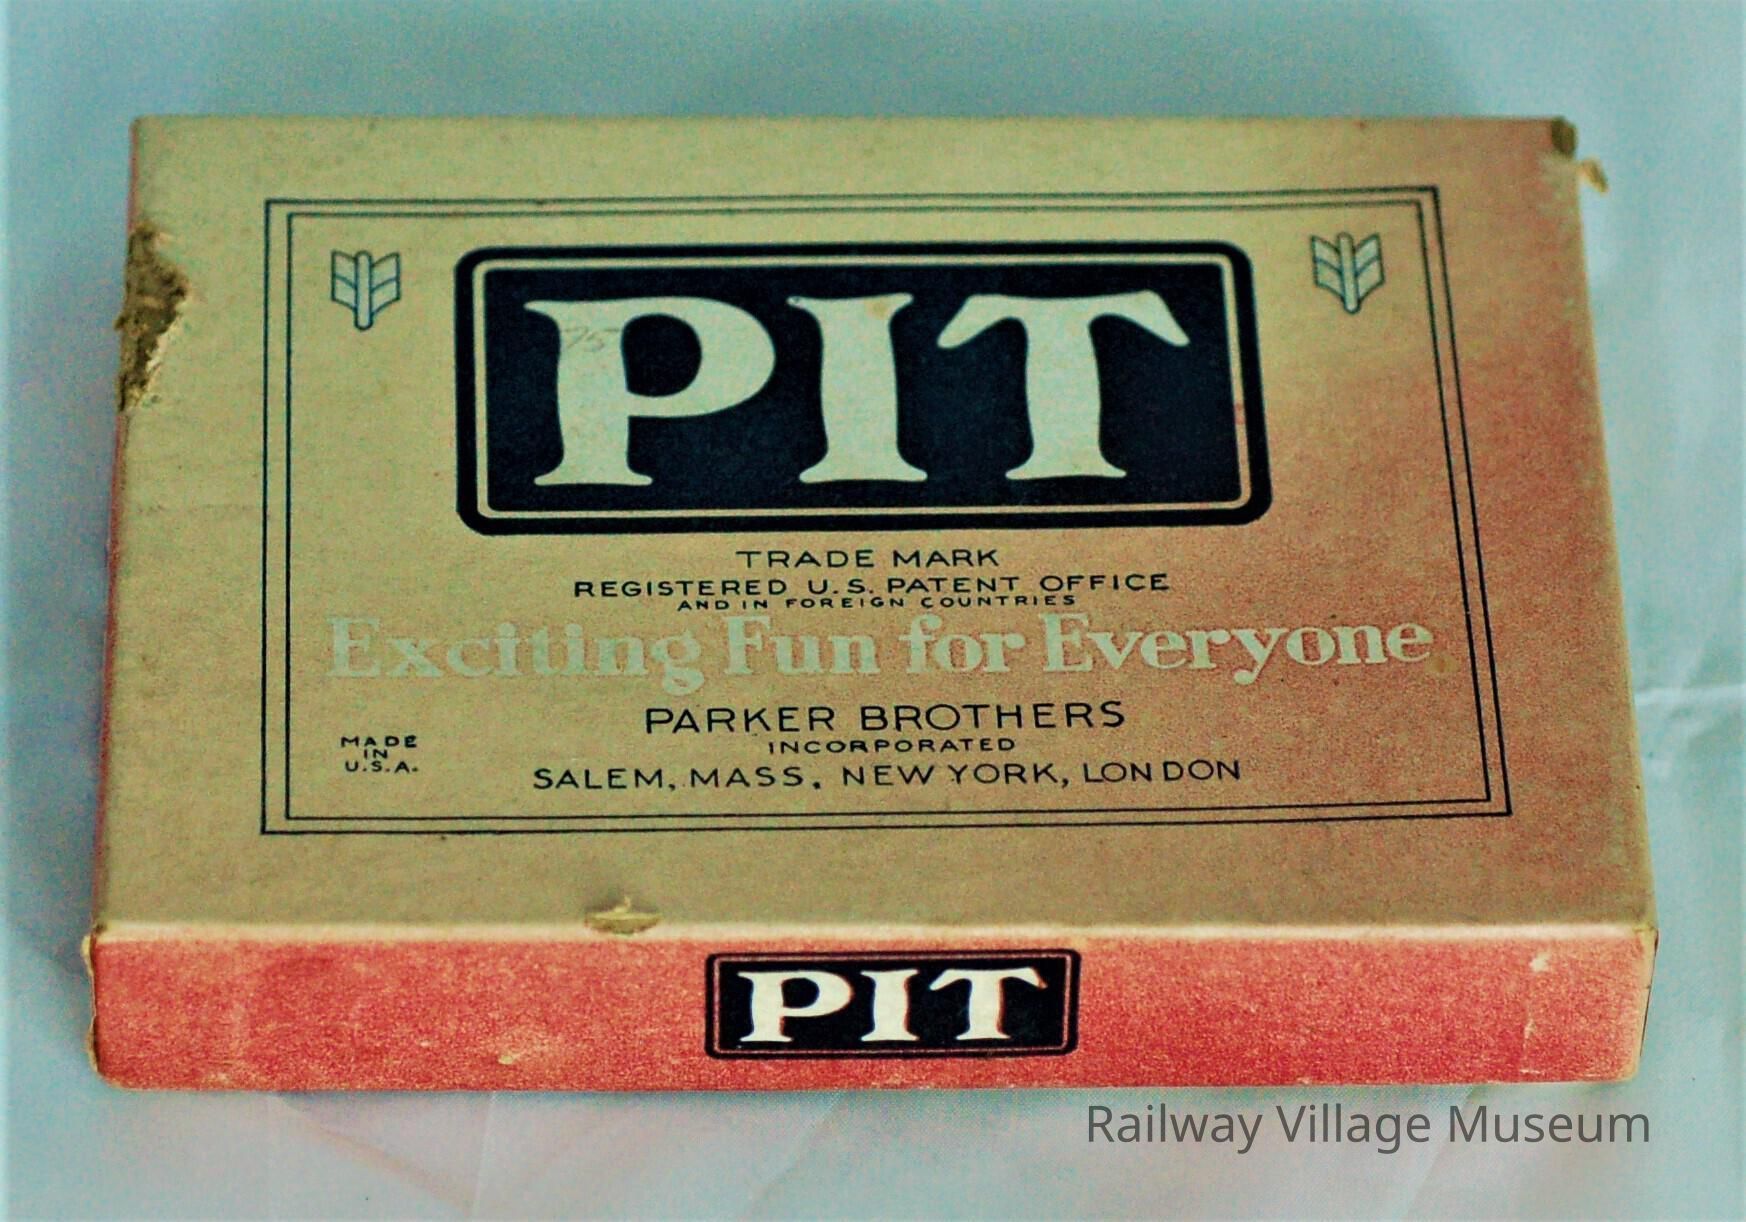 PIT
TRADE MARK
REGISTERED U.S. PATENT OFFICE
AND IN FOREIGN COUNTRIES
Exciting Fun for Everyone
PARKER BROTHERS
INCORPORATED
SALEM, MASS., NEW YORK, LONDON
MADE
IN
U.S.A.
PIT
Railway Village Museum